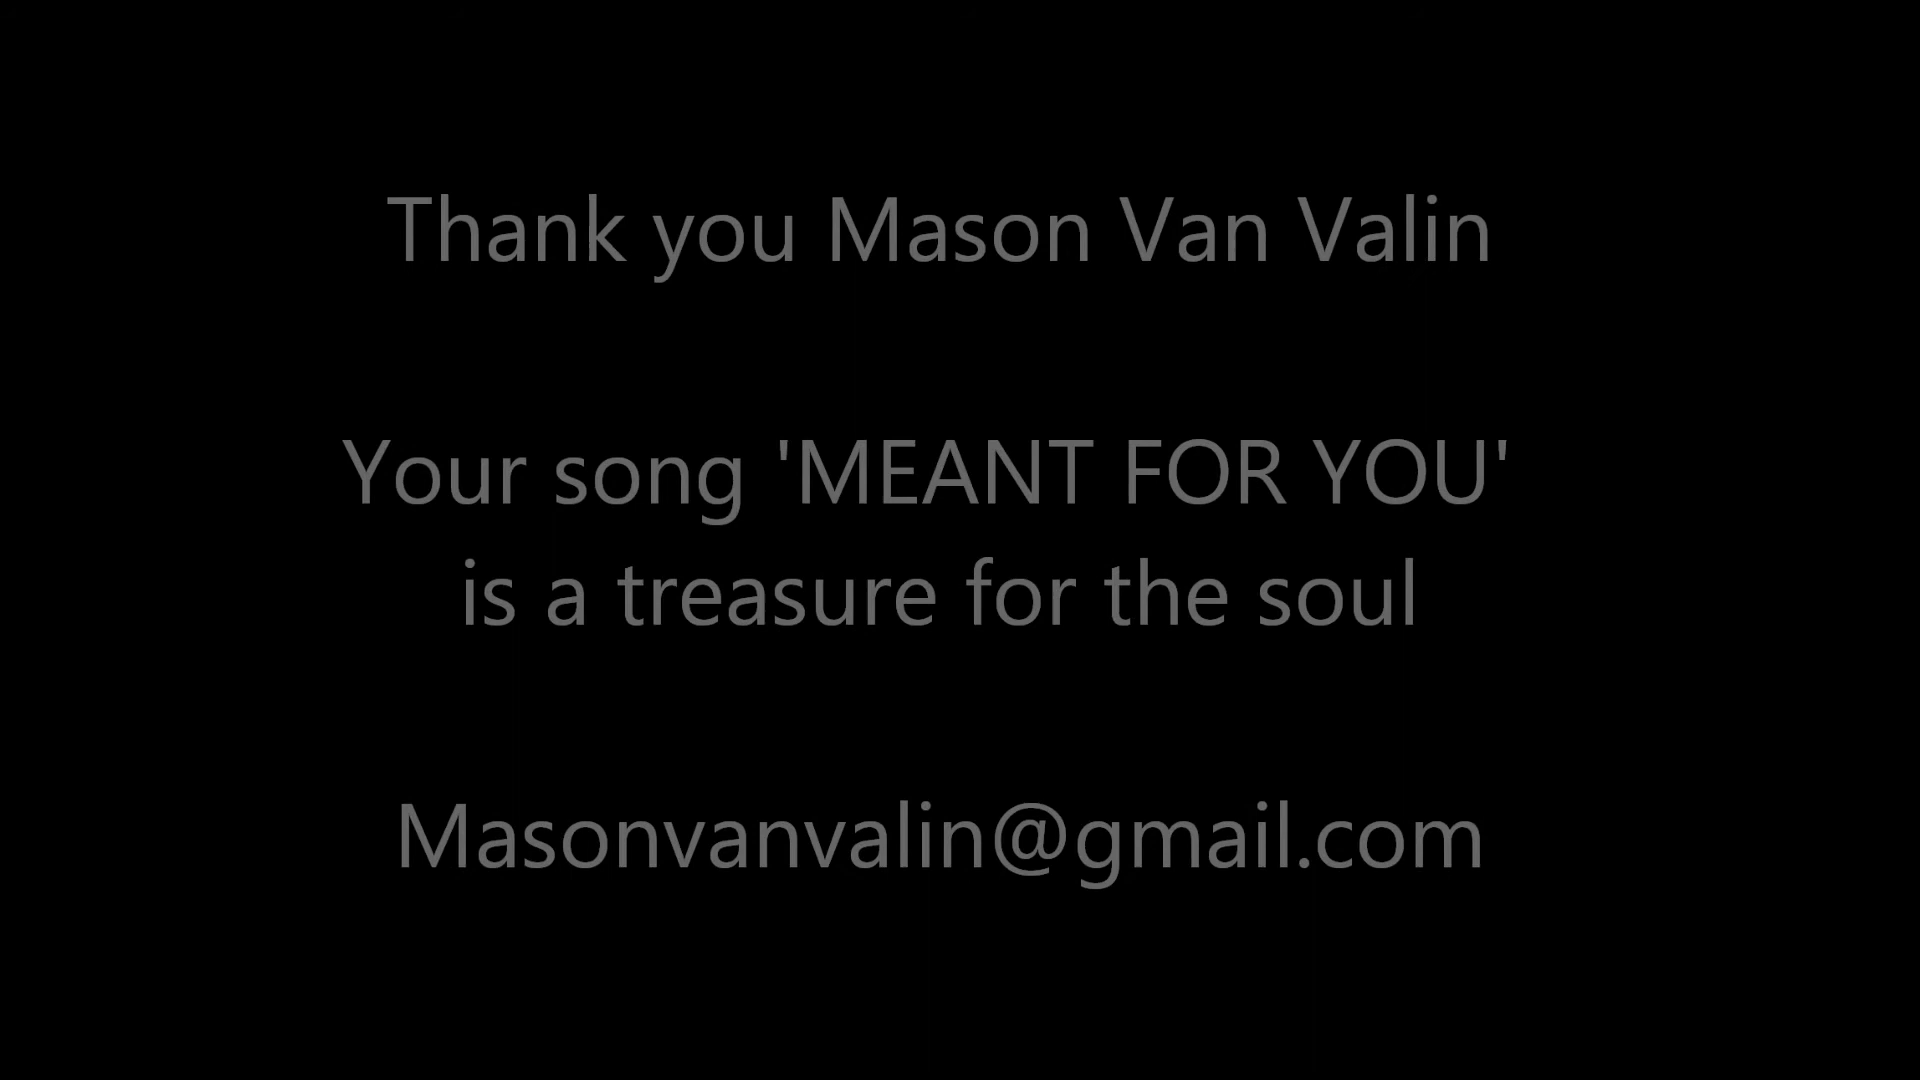 Thank you Mason Van Valin
Your song 'MEANT FOR YOU'
is a treasure for the soul
Masonvanvalin@gmail.com